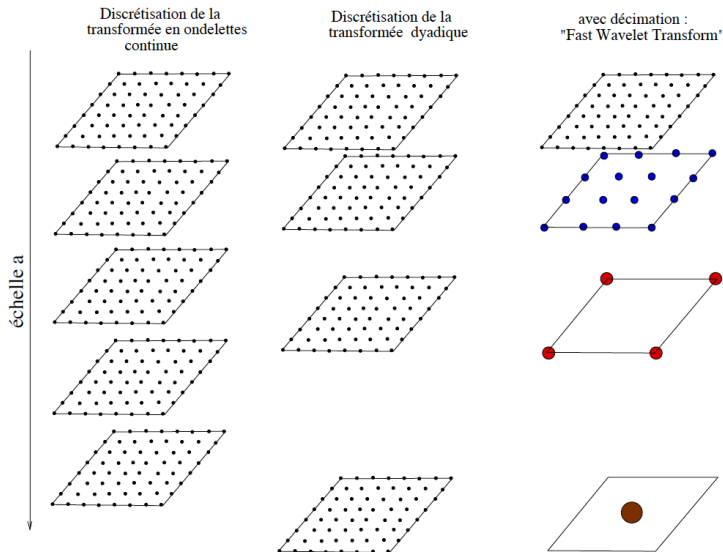 Discrétisation de la
transformée en ondelettes
continue
Discrétisation de la
transformée dyadique
avec décimation :
"Fast Wavelet Transform"
échelle a